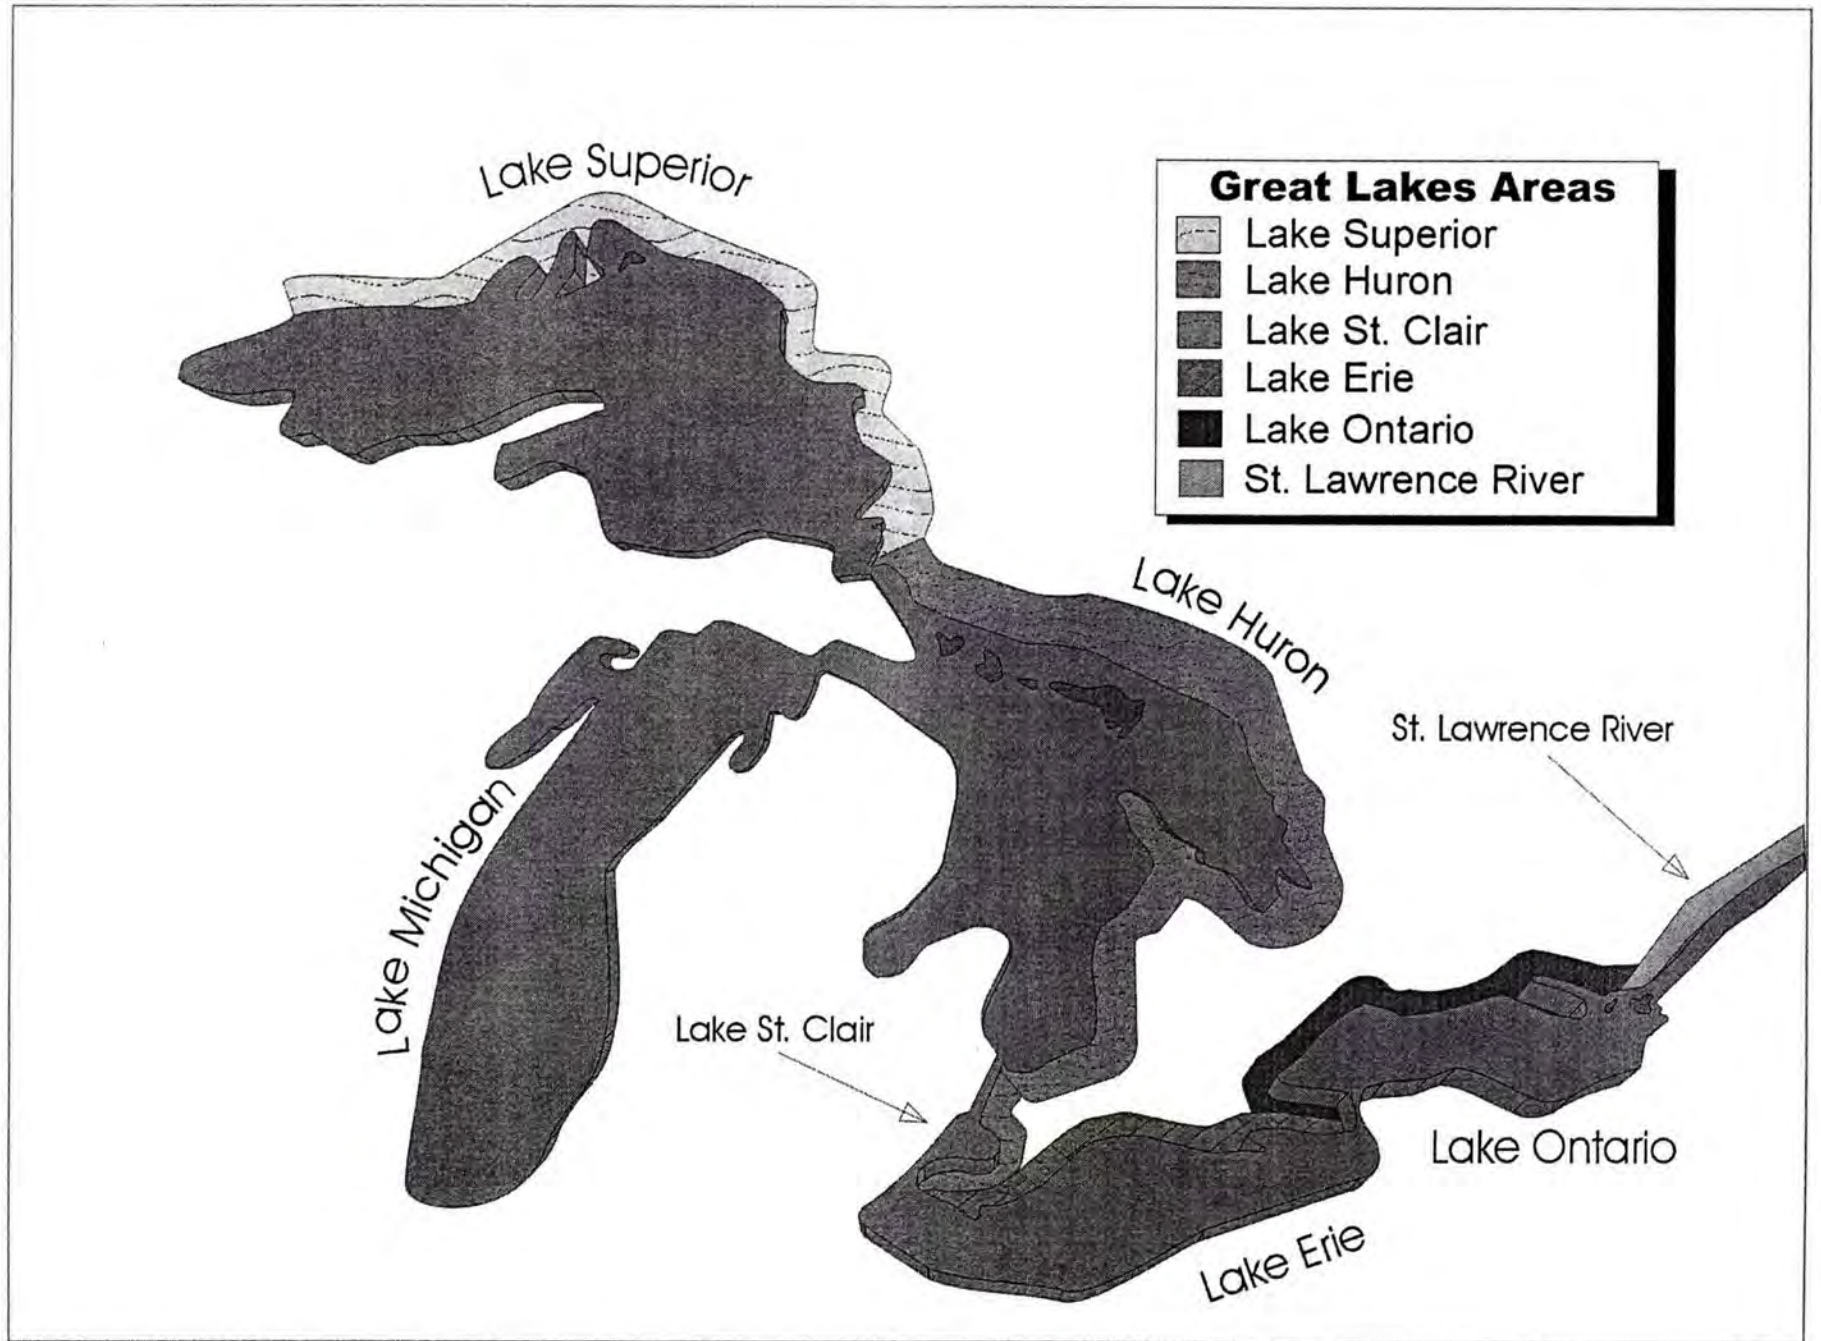 Lake Superior
Great Lakes Areas
Lake Superior
Lake Huron
Lake St. Clair
Lake Erie
Lake Ontario
St. Lawrence River
Lake Huron
St. Lawrence River
Lake Michigan
Lake St. Clair
Lake Ontario
Lake Erie